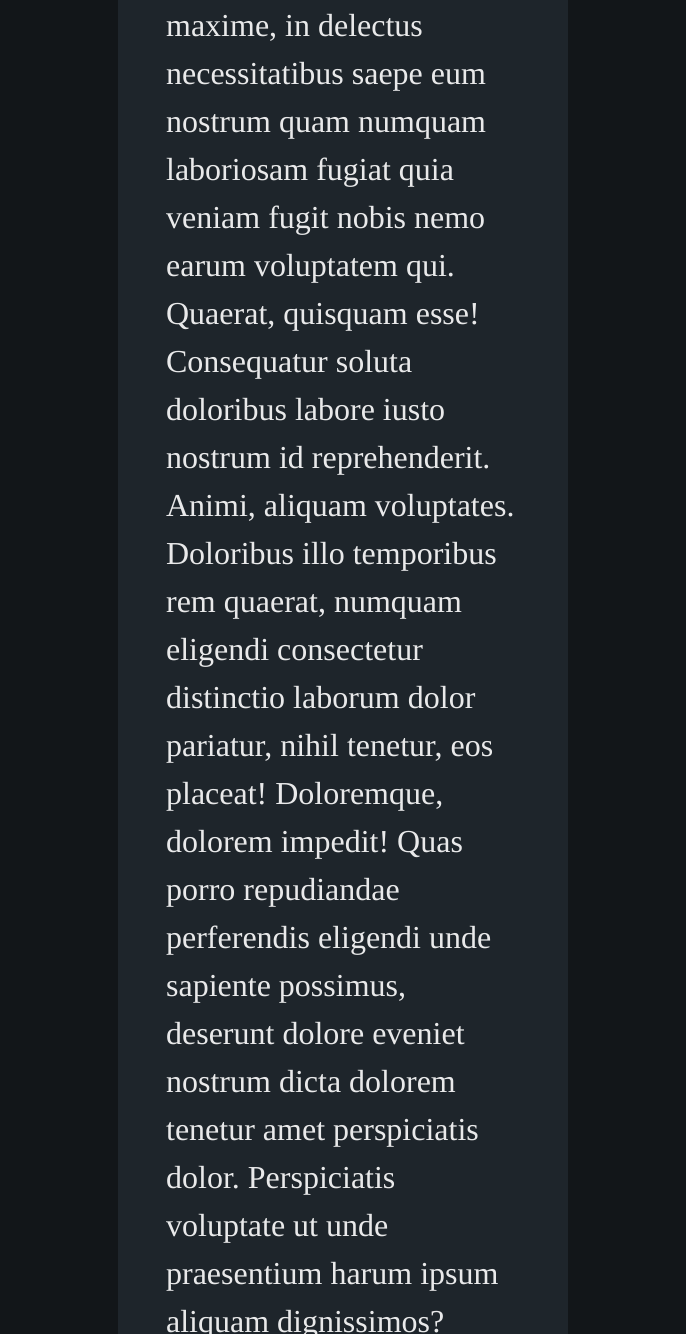 maxime, in delectus
necessitatibus saepe eum
nostrum quam numquam
laboriosam fugiat quia
veniam fugit nobis nemo
earum voluptatem qui.
Quaerat, quisquam esse!
Consequatur soluta
doloribus labore iusto
nostrum id reprehenderit.
Animi, aliquam voluptates.
Doloribus illo temporibus
rem quaerat, numquam
eligendi consectetur
distinctio laborum dolor
pariatur, nihil tenetur, eos
placeat! Doloremque,
dolorem impedit! Quas
porro repudiandae
perferendis eligendi unde
sapiente possimus,
deserunt dolore eveniet
nostrum dicta dolorem
tenetur amet perspiciatis
dolor. Perspiciatis
voluptate ut unde
praesentium harum ipsum
aliquam dignissimos?